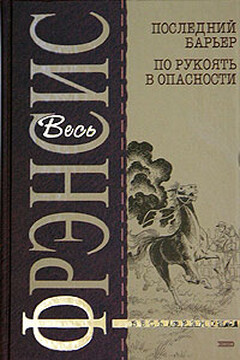 Весь
ФРЭНСИС
ПОСЛЕДНИЙ
БАРЬЕР
ПО РУКОЯТЬ
В ОПАСНОСТИ